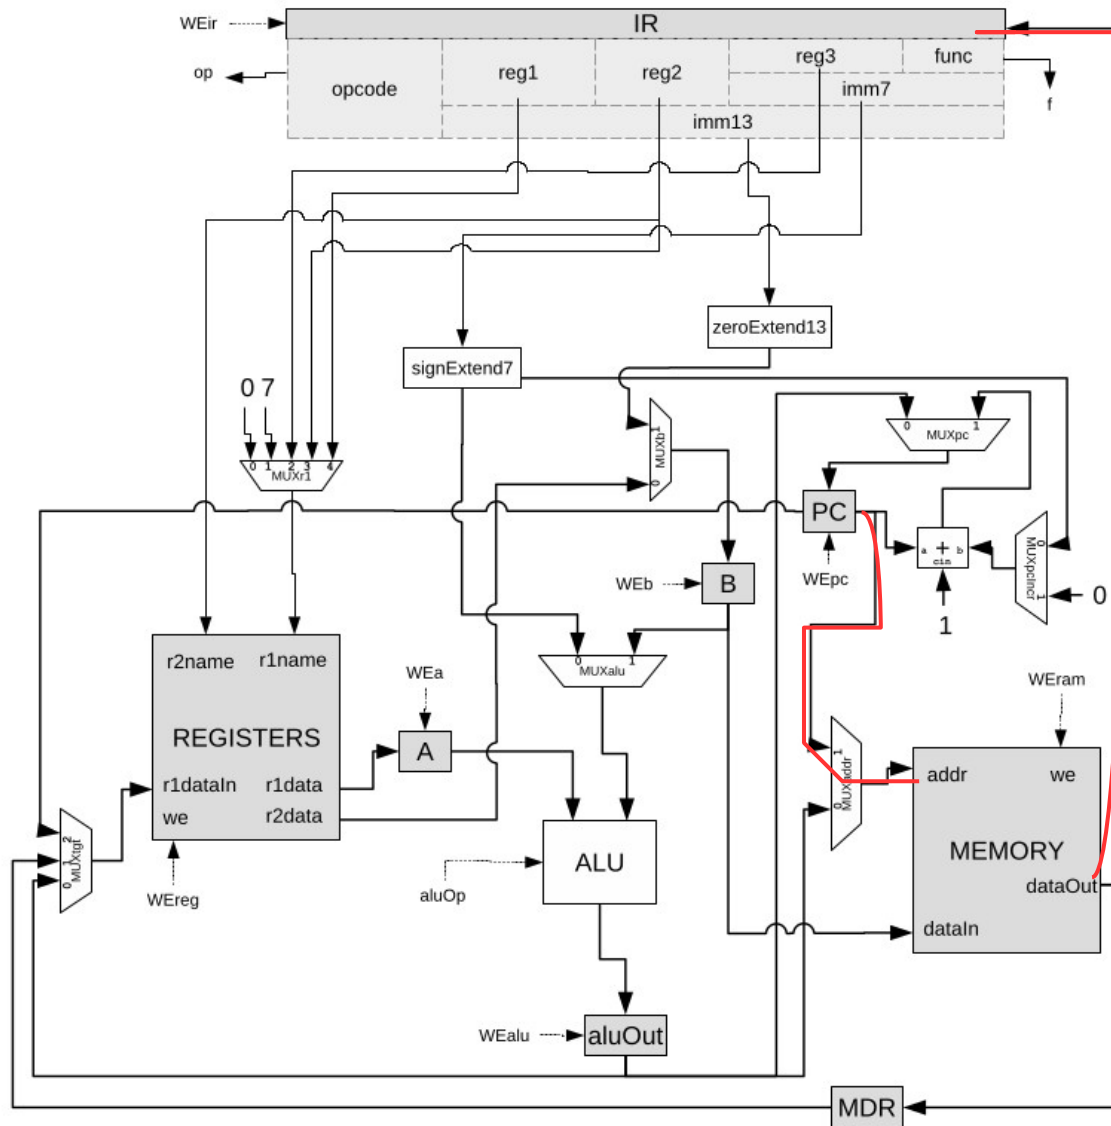 IR
WEir
op
opcode
reg1
reg2
reg3
func
imm7
imm13
f
zeroExtend13
signExtend7
0 7
0 1 2 3 4
MUXr1
1
MUXb
0
0 1
MUXpc
PC
WEpc
a + b
cin
1
0
MUXpcIncr
1
0
WEb
B
r2name
r1name
REGISTERS
r1dataIn
r1data
we
r2data
WEreg
WEa
A
0 1
MUXalu
ALU
aluOp
2
1
0
MUXtgt
1
MUXaddr
0
WEram
addr
we
MEMORY
dataOut
dataIn
WEalu
aluOut
MDR